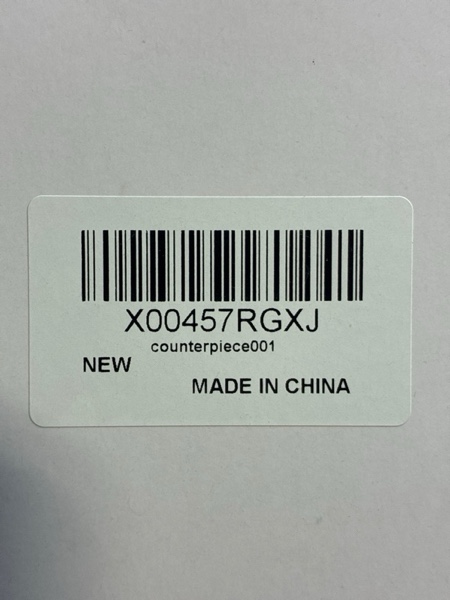 X00457RGXJ
counterpiece001
NEW
MADE IN CHINA